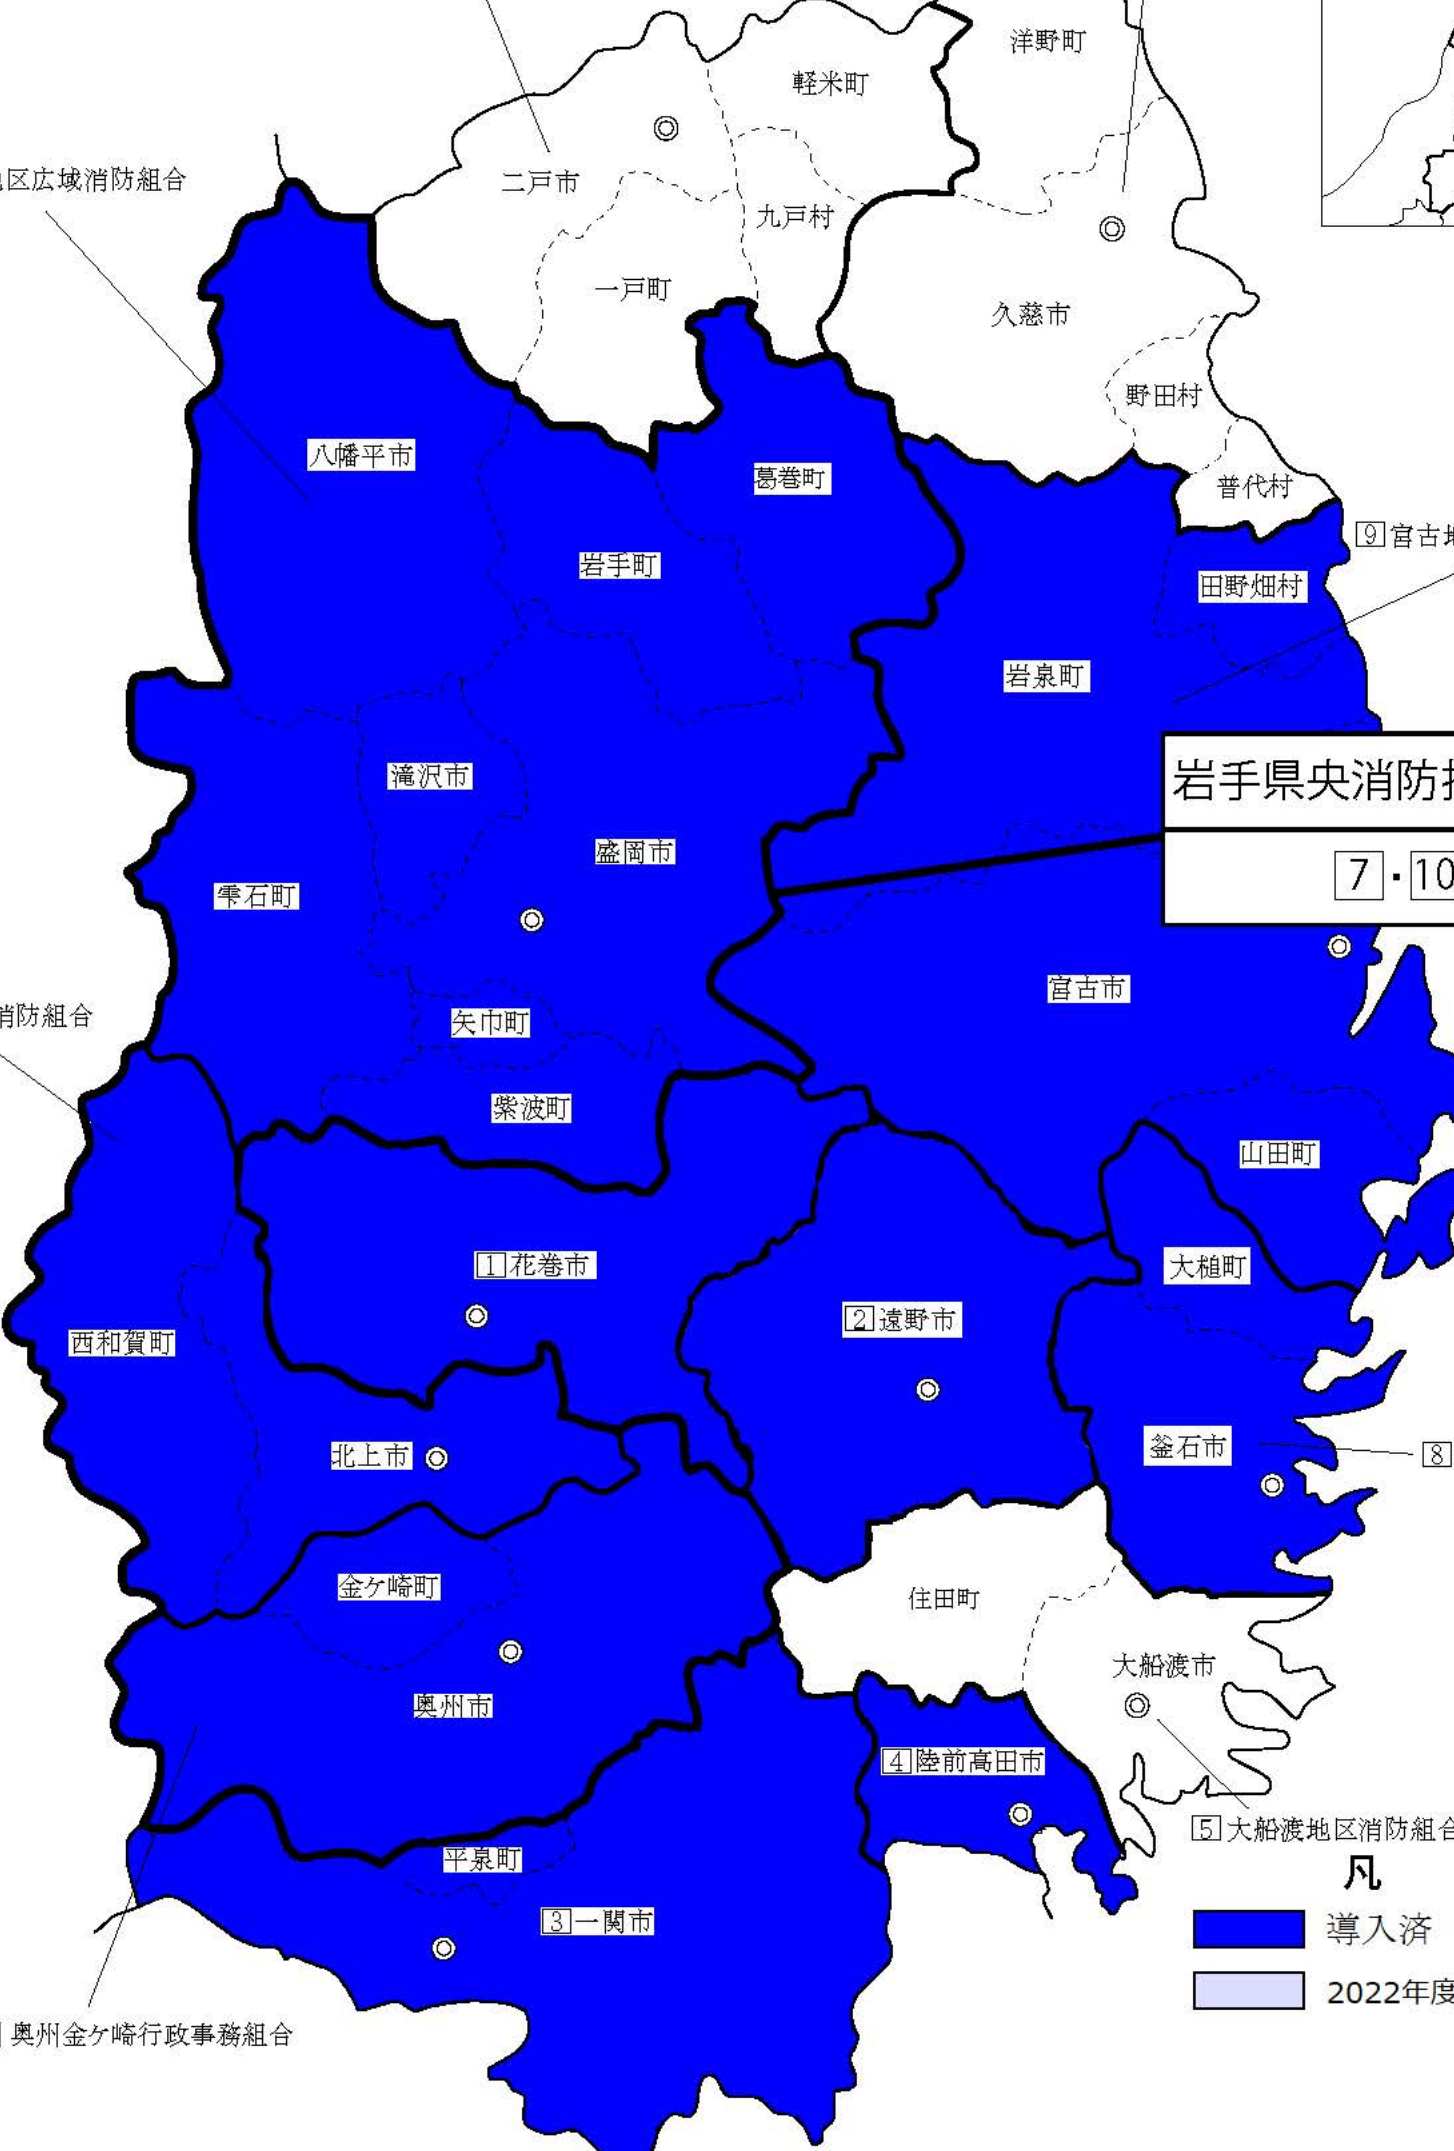 洋野町
軽米町
区広域消防組合
二戸市
九戸村
一戸町
久慈市
野田村
八幡平市
葛巻町
普代村
9 宮古地
岩手町
田野畑村
岩泉町
滝沢市
岩手県央消防指
盛岡市
7・10
雫石町
宮古市
消防組合
矢巾町
紫波町
山田町
1 花巻市
大槌町
2 遠野市
西和賀町
釜石市
8
北上市
金ケ崎町
住田町
大船渡市
奥州市
4 陸前高田市
5 大船渡地区消防組合
平泉町
凡
3 一関市
導入済
2022年度
奥州金ケ崎行政事務組合